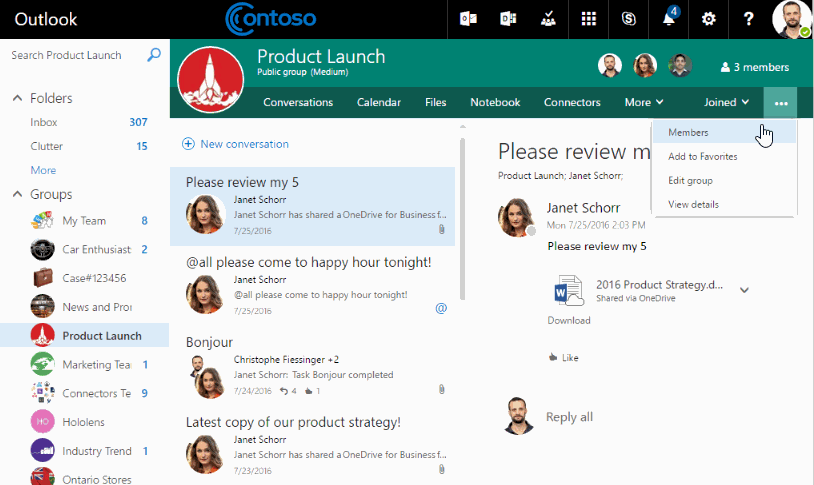 Outlook
Contoso
4
?
Search Product Launch
Product Launch
Public group (Medium)
3 members
Conversations
Calendar
Files
Notebook
Connectors
More
Joined
...
Members
Add to Favorites
Edit group
View details
Folders
Inbox 307
Clutter 15
More
Groups
My Team 8
Car Enthusiast 2
Case#123456
News and Pro
Product Launch
Marketing Tea 1
Connectors Te 9
HO
Hololens
Industry Trend 1
Ontario Stores
New conversation
Please review my 5
Janet Schorr
Janet Schorr has shared a OneDrive for Business f...
7/25/2016
@all please come to happy hour tonight!
Janet Schorr
@all please come to happy hour tonight!
7/25/2016
@
Bonjour
Christophe Fiessinger +2
Janet Schorr: Task Bonjour completed
7/24/2016 4 1
Latest copy of our product strategy!
Janet Schorr
Janet Schorr has shared a OneDrive for Business f...
7/23/2016
Please review m
Product Launch; Janet Schorr;
Janet Schorr
Mon 7/25/2016 2:03 PM
Please review my 5
2016 Product Strategy.d...
Shared via OneDrive
Download
Like
Reply all